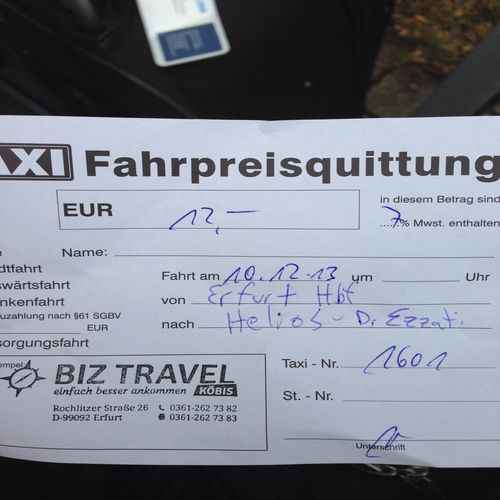 AXI Fahrpreisquittung
EUR 12,-
in diesem Betrag sind
....7% Mwst. enthalten
Name:
dtfahrt
Fahrt am 10.12.13 um Uhr
swärtsfahrt
von Erfurt Hbf
nkenfahrt
uzahlung nach §61 SGBV
nach Helios - Dr. Ezzati
EUR
sorgungsfahrt
empel:
BIZ TRAVEL
einfach besser ankommen KÖBIS
Rochlitzer Straße 26 0361-262 73 82
D-99092 Erfurt 0361-262 73 83
Taxi - Nr. 1601
St. - Nr.
Unterschrift